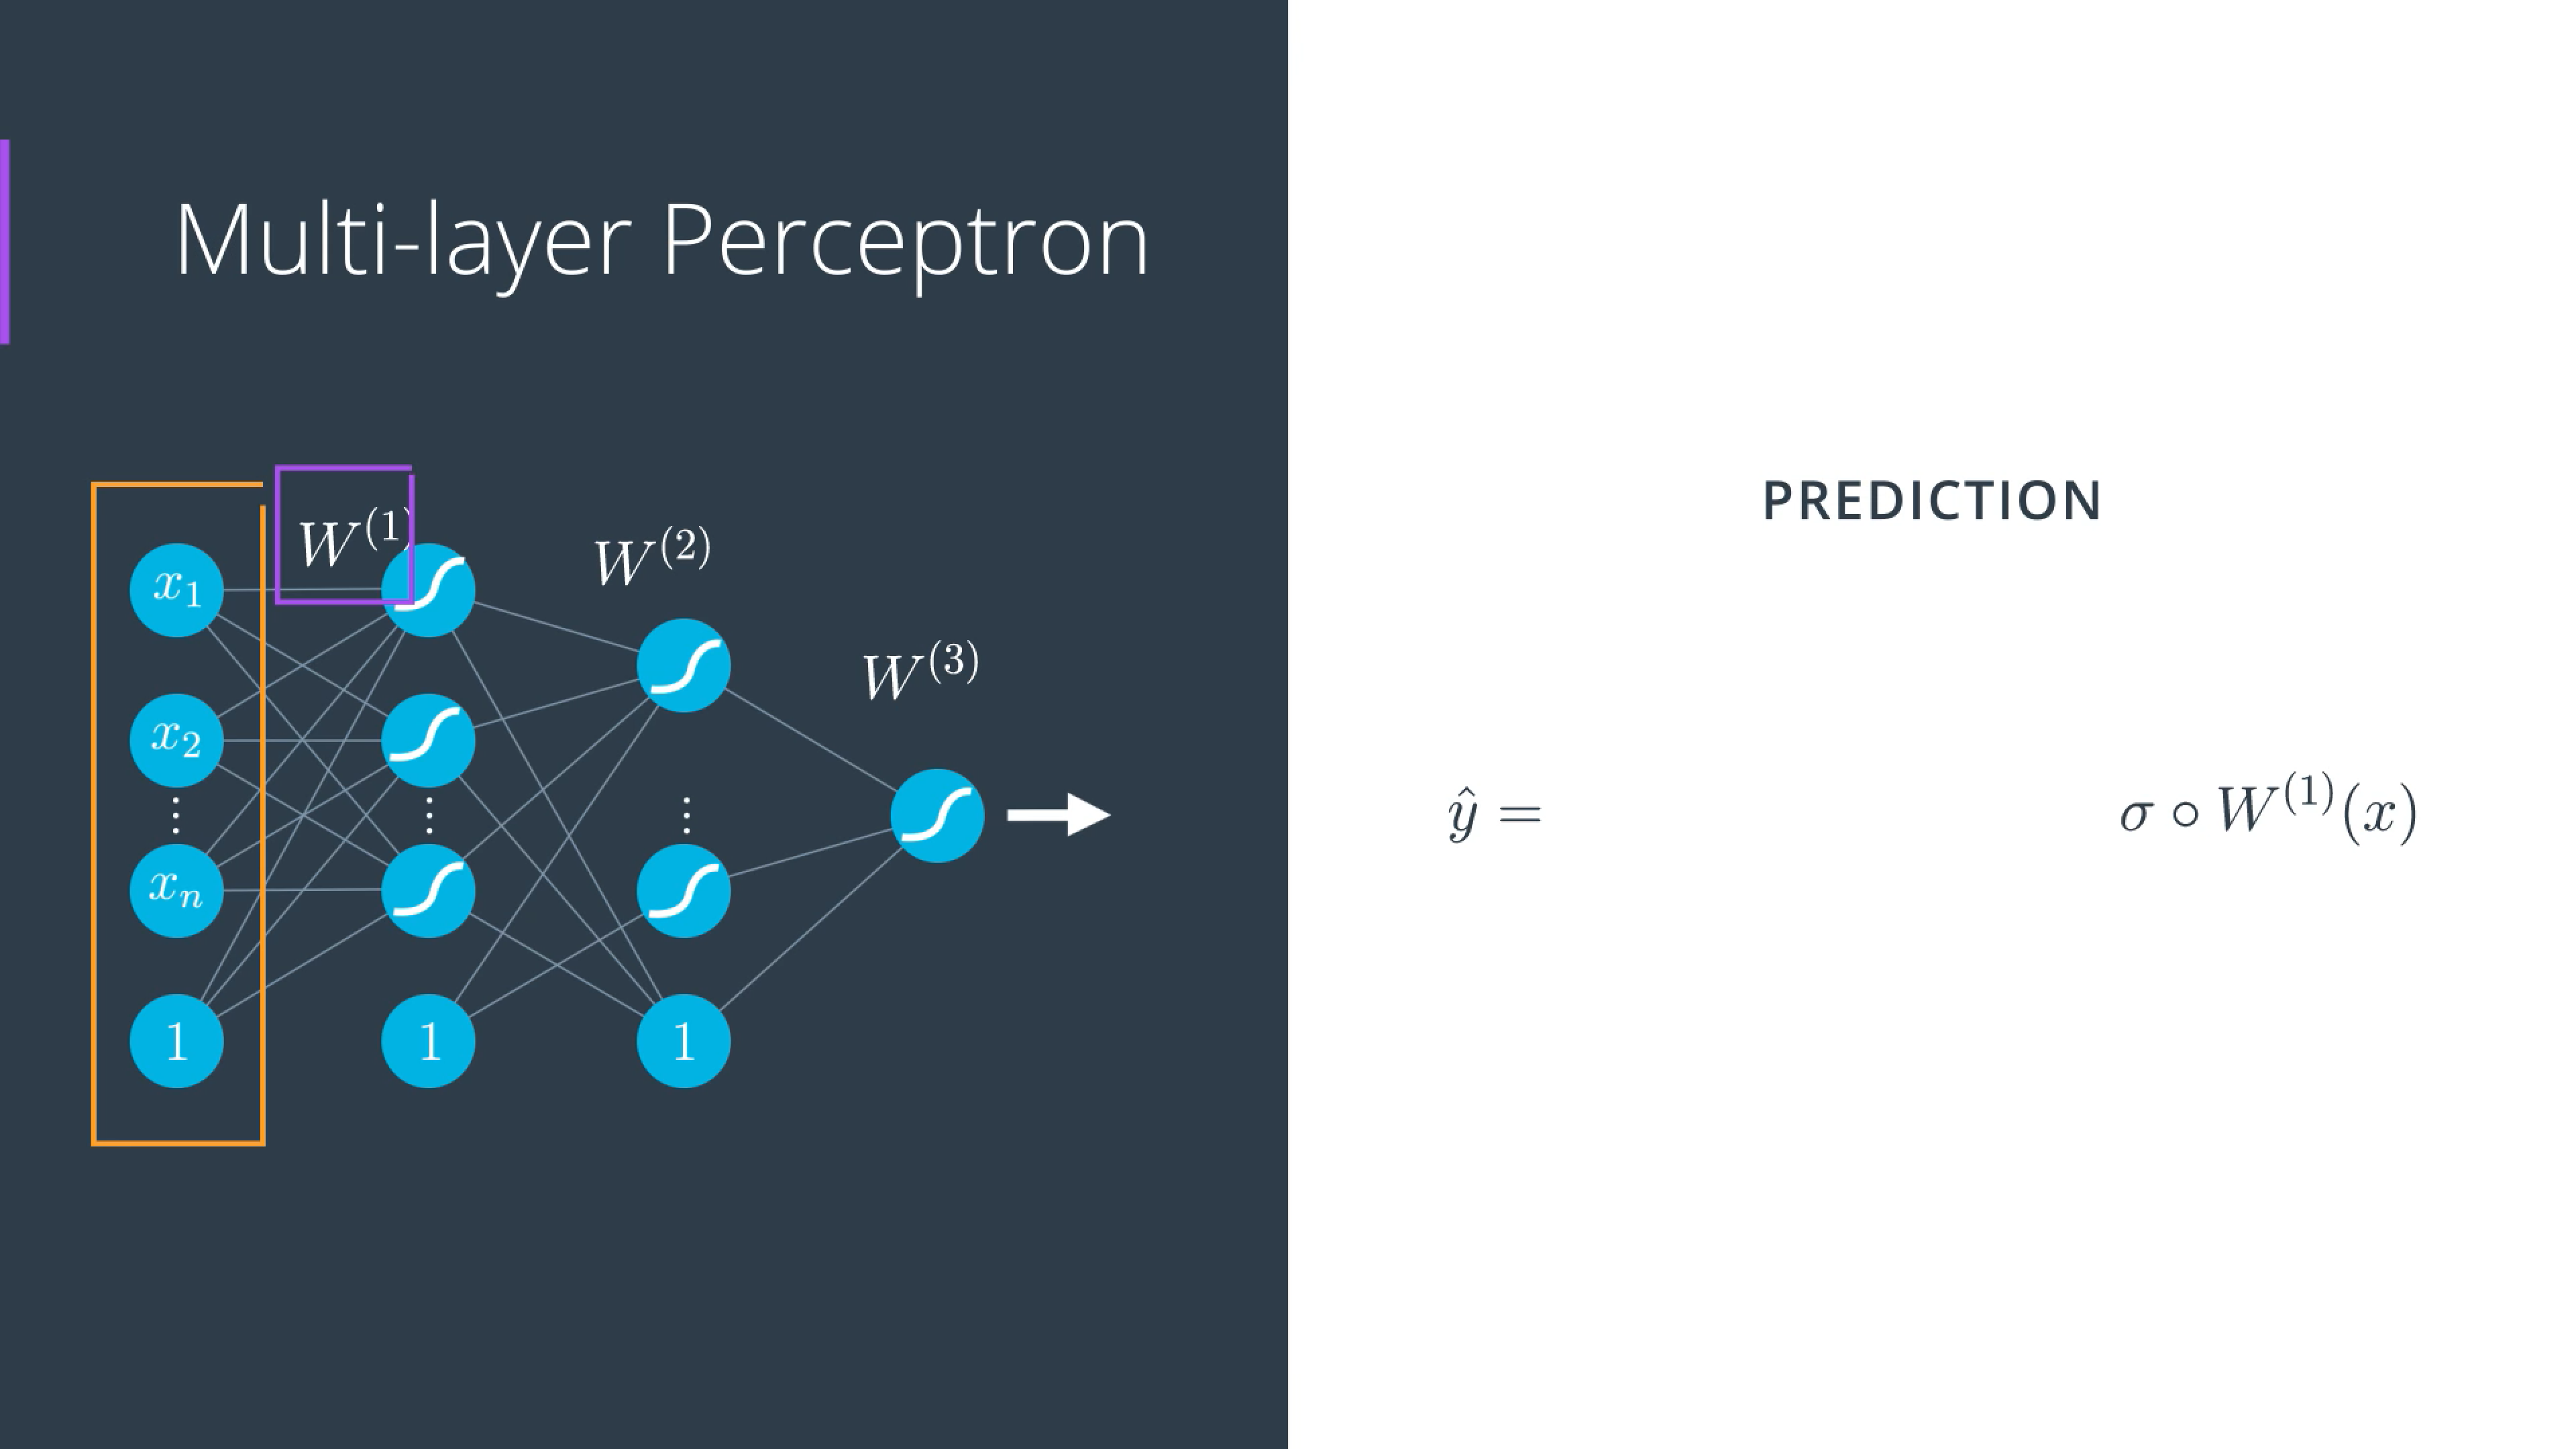 Multi-layer Perceptron
W^(1)
W^(2)
W^(3)
x_1
x_2
x_n
1
1
1
PREDICTION
ŷ = σ ∘ W^(1)(x)